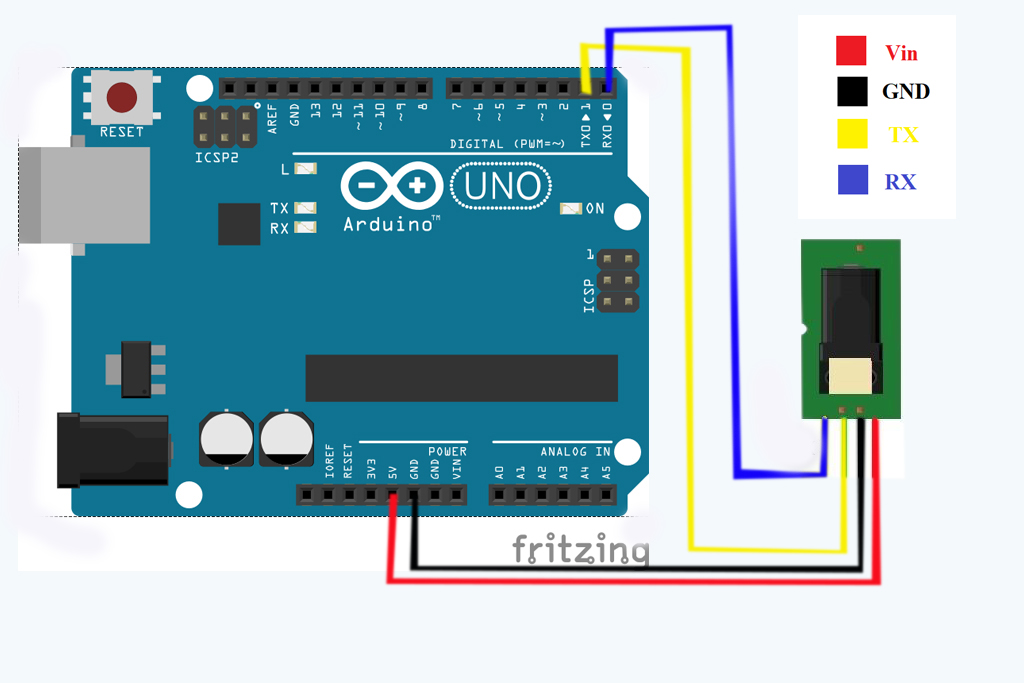 Vin
GND
TX
RX
RESET
ICSP2
AREF
GND
13
12
~11
~10
~9
8
7
~6
~5
4
~3
2
TX0▶1
RX0◀0
DIGITAL (PWM=~)
L
TX
RX
Arduino™
UNO
ON
1
ICSP
IOREF
RESET
3V3
5V
GND
GND
VIN
POWER
ANALOG IN
A0
A1
A2
A3
A4
A5
fritzing